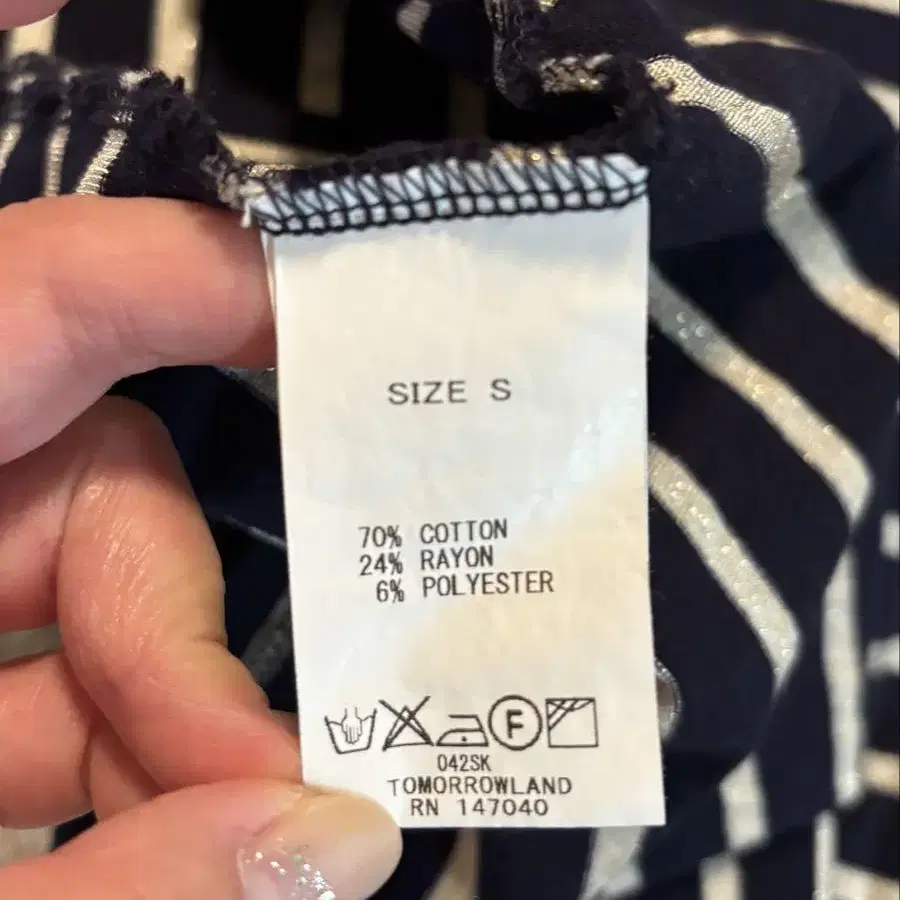 SIZE S
70% COTTON
24% RAYON
6% POLYESTER
F
042SK
TOMORROWLAND
RN 147040